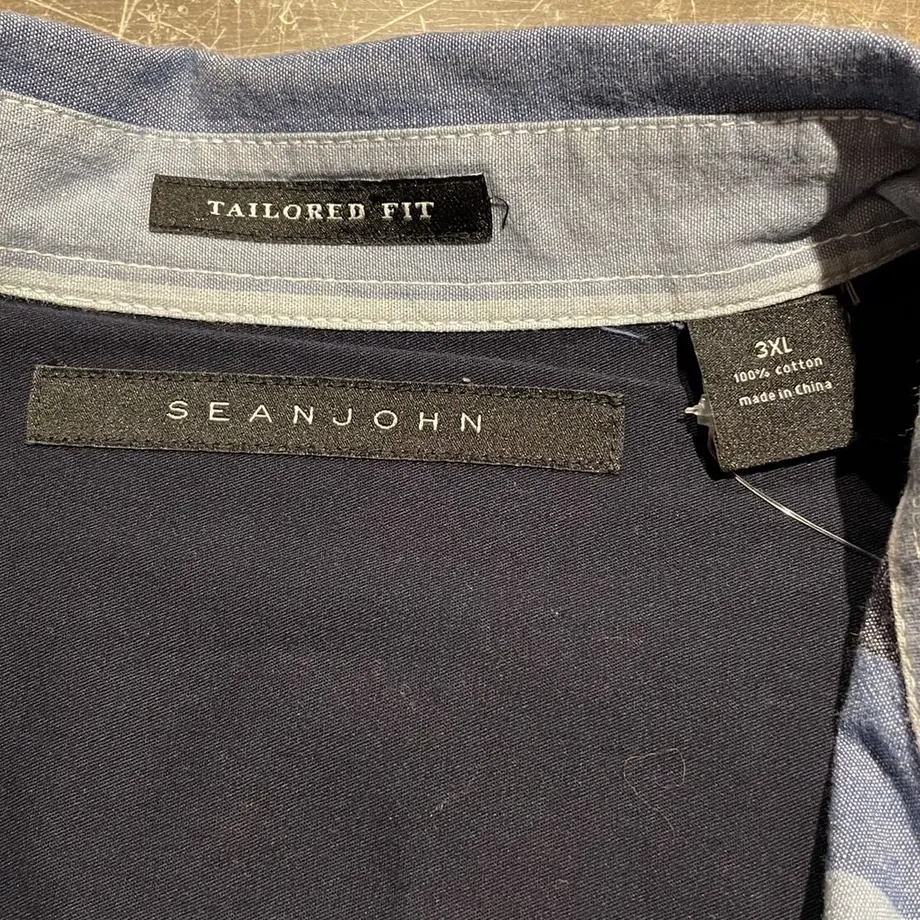 TAILORED FIT
SEANJOHN
3XL
100% cotton
made in China